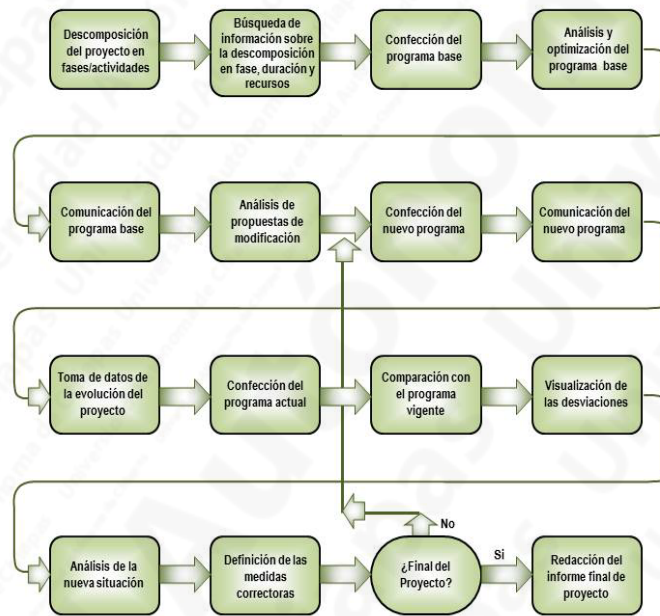 Descomposición
del proyecto en
fases/actividades
Búsqueda de
información sobre
la descomposición
en fase, duración y
recursos
Confección del
programa base
Análisis y
optimización del
programa base
Comunicación del
programa base
Análisis de
propuestas de
modificación
Confección del
nuevo programa
Comunicación del
nuevo programa
Toma de datos de
la evolución del
proyecto
Confección del
programa actual
Comparación con
el programa
vigente
Visualización de
las desviaciones
Análisis de la
nueva situación
Definición de las
medidas
correctoras
No
¿Final del
Proyecto?
Si
Redacción del
informe final de
proyecto